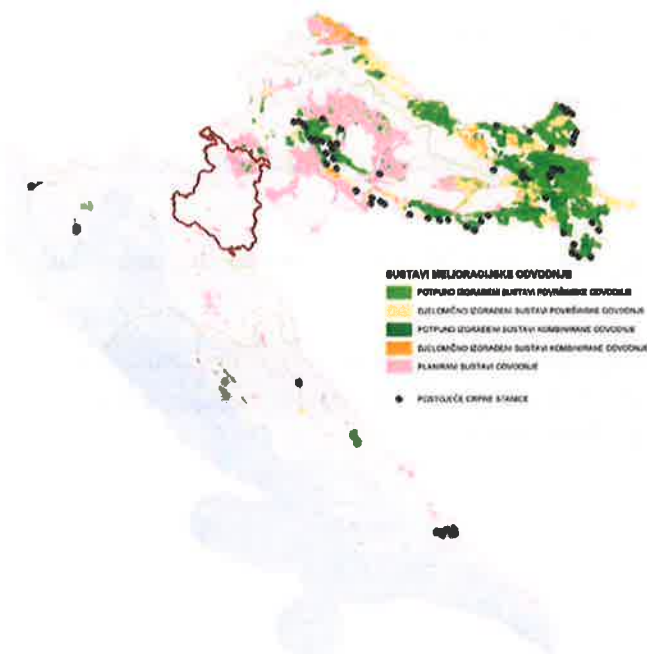 SUSTAVI MELIORACIJSKE ODVODNJE
POTPUNO IZGRAĐENI SUSTAVI POVRŠINSKE ODVODNJE
DJELOMIČNO IZGRAĐENI SUSTAVI POVRŠINSKE ODVODNJE
POTPUNO IZGRAĐENI SUSTAVI KOMBINIRANE ODVODNJE
DJELOMIČNO IZGRAĐENI SUSTAVI KOMBINIRANE ODVODNJE
PLANIRANI SUSTAVI ODVODNJE
POSTOJEĆE CRPNE STANICE